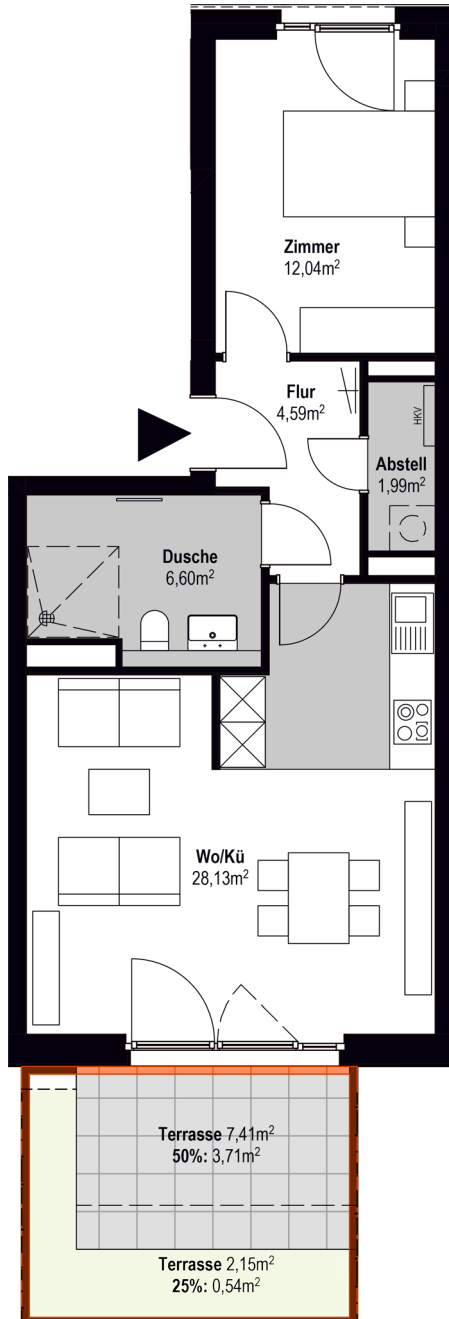 Zimmer
12,04m²
Flur
4,59m²
HKV
Abstell
1,99m²
Dusche
6,60m²
Wo/Kü
28,13m²
Terrasse 7,41m²
50%: 3,71m²
Terrasse 2,15m²
25%: 0,54m²